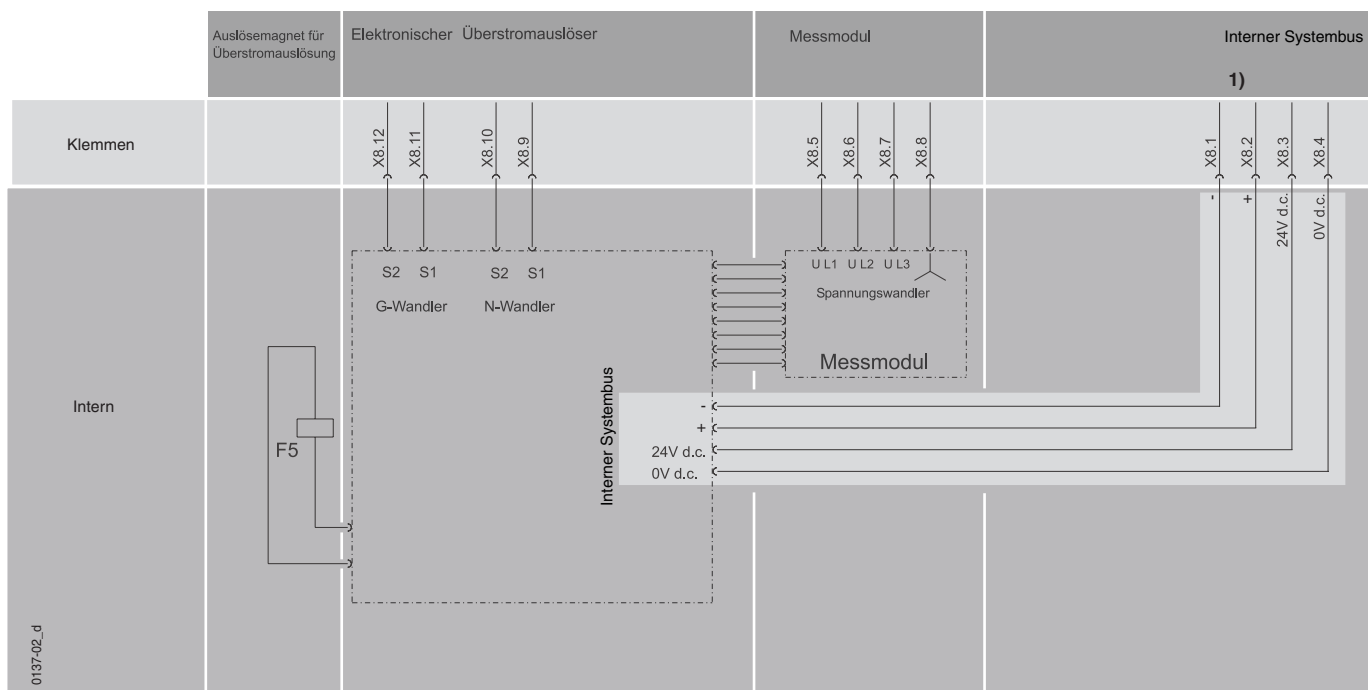 Auslösemagnet für
Überstromauslösung
Elektronischer Überstromauslöser
Messmodul
Interner Systembus
1)
Klemmen
X8.12
X8.11
X8.10
X8.9
X8.5
X8.6
X8.7
X8.8
X8.1
X8.2
X8.3
X8.4
-
+
24V d.c.
0V d.c.
S2 S1 S2 S1
G-Wandler N-Wandler
U L1 U L2 U L3
Spannungswandler
Messmodul
Intern
F5
Interner Systembus
-
+
24V d.c.
0V d.c.
0137-02_d